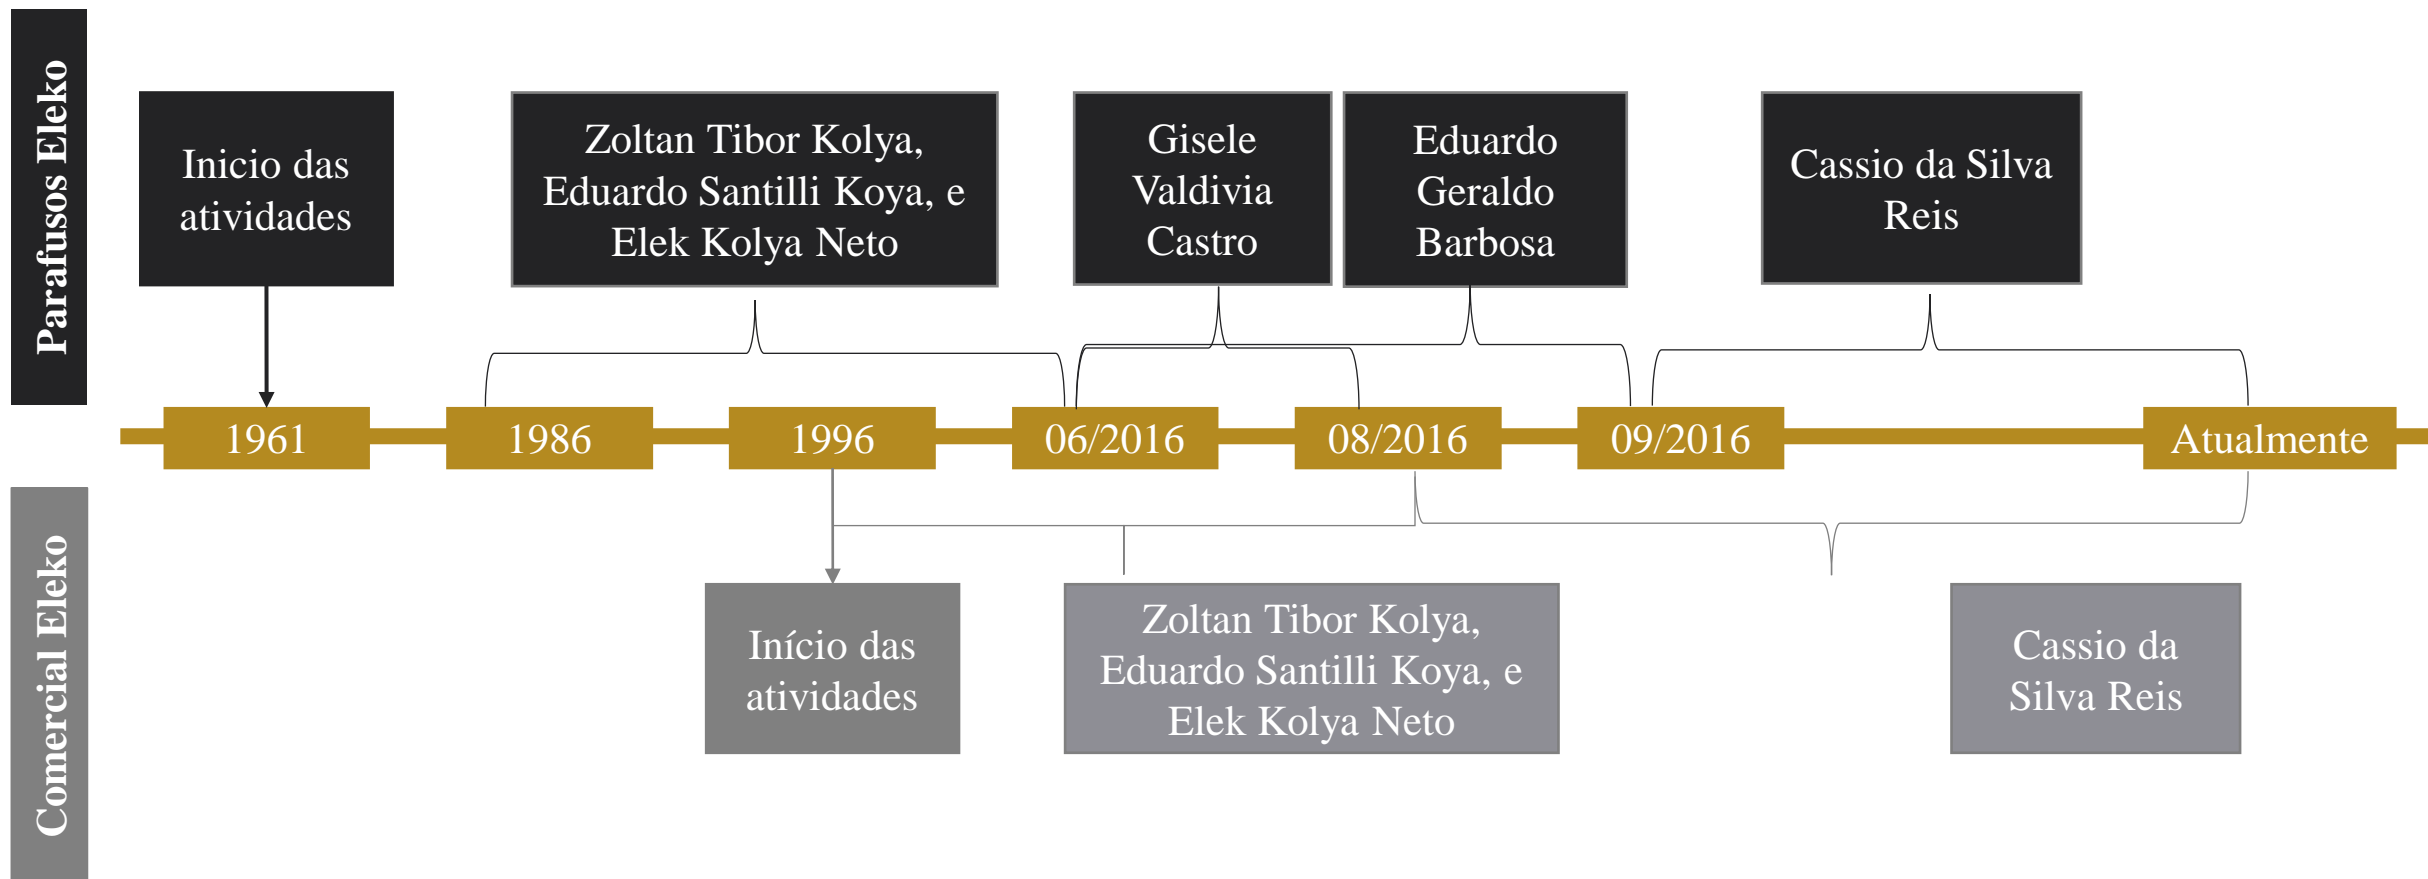 Parafusos Eleko
Inicio das
atividades
Zoltan Tibor Kolya,
Eduardo Santilli Koya, e
Elek Kolya Neto
Gisele
Valdivia
Castro
Eduardo
Geraldo
Barbosa
Cassio da Silva
Reis
1961
1986
1996
06/2016
08/2016
09/2016
Atualmente
Comercial Eleko
Início das
atividades
Zoltan Tibor Kolya,
Eduardo Santilli Koya, e
Elek Kolya Neto
Cassio da
Silva Reis